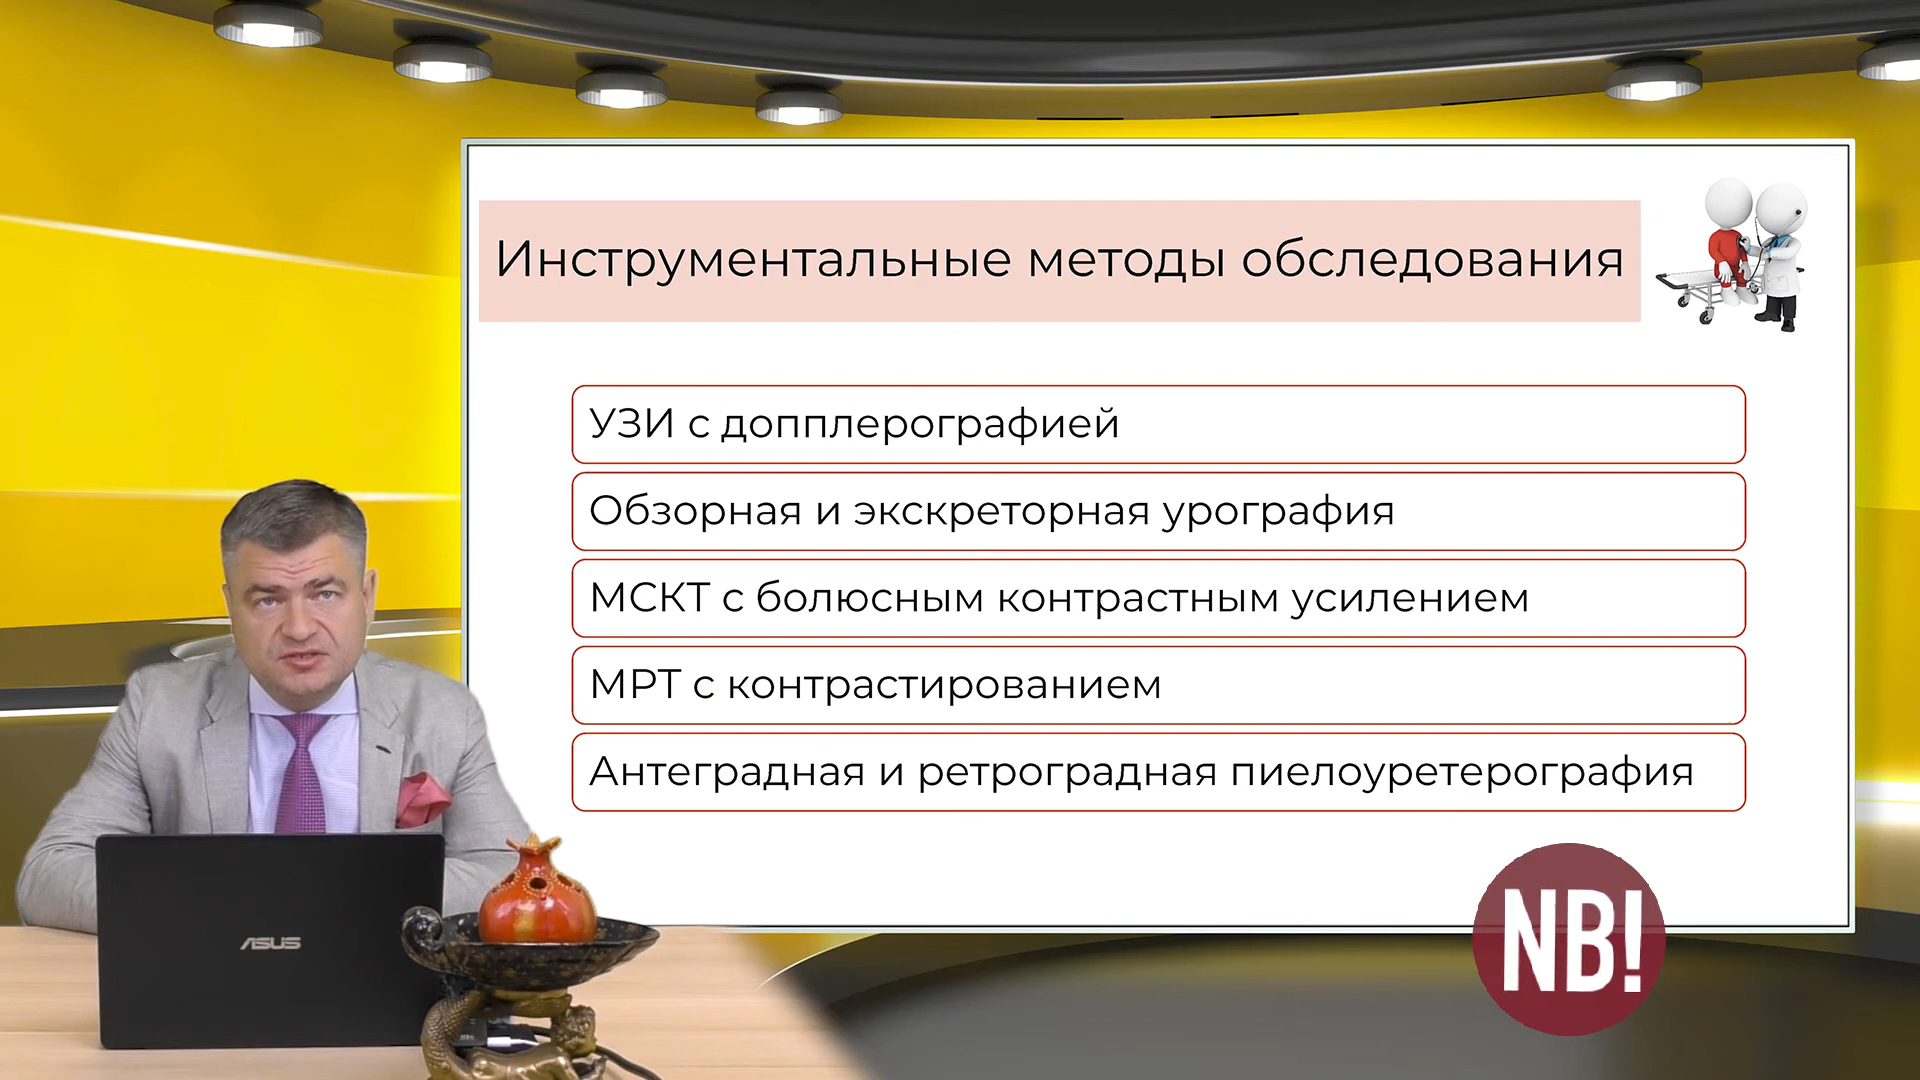 Инструментальные методы обследования
УЗИ с допплерографией
Обзорная и экскреторная урография
МСКТ с болюсным контрастным усилением
МРТ с контрастированием
Антеградная и ретроградная пиелоуретерография
ASUS
NB!